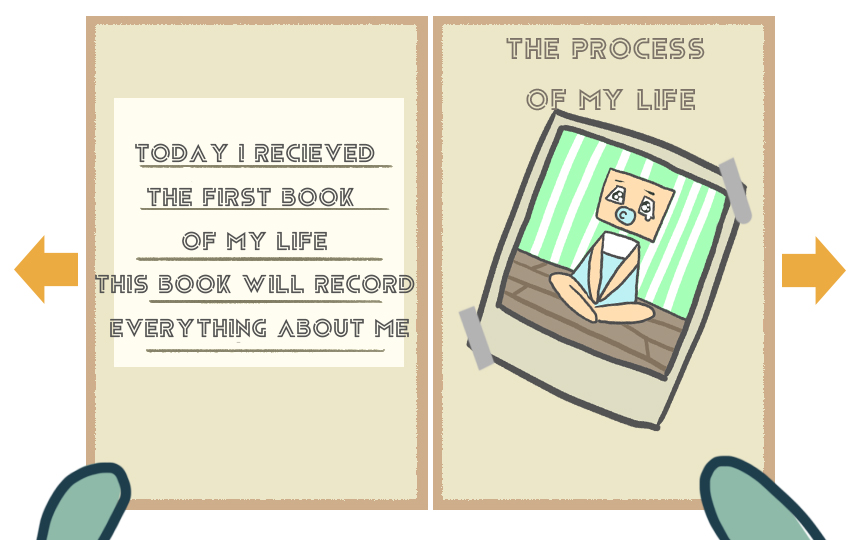 TODAY I RECIEVED
THE FIRST BOOK
OF MY LIFE
THIS BOOK WILL RECORD
EVERYTHING ABOUT ME
THE PROCESS
OF MY LIFE